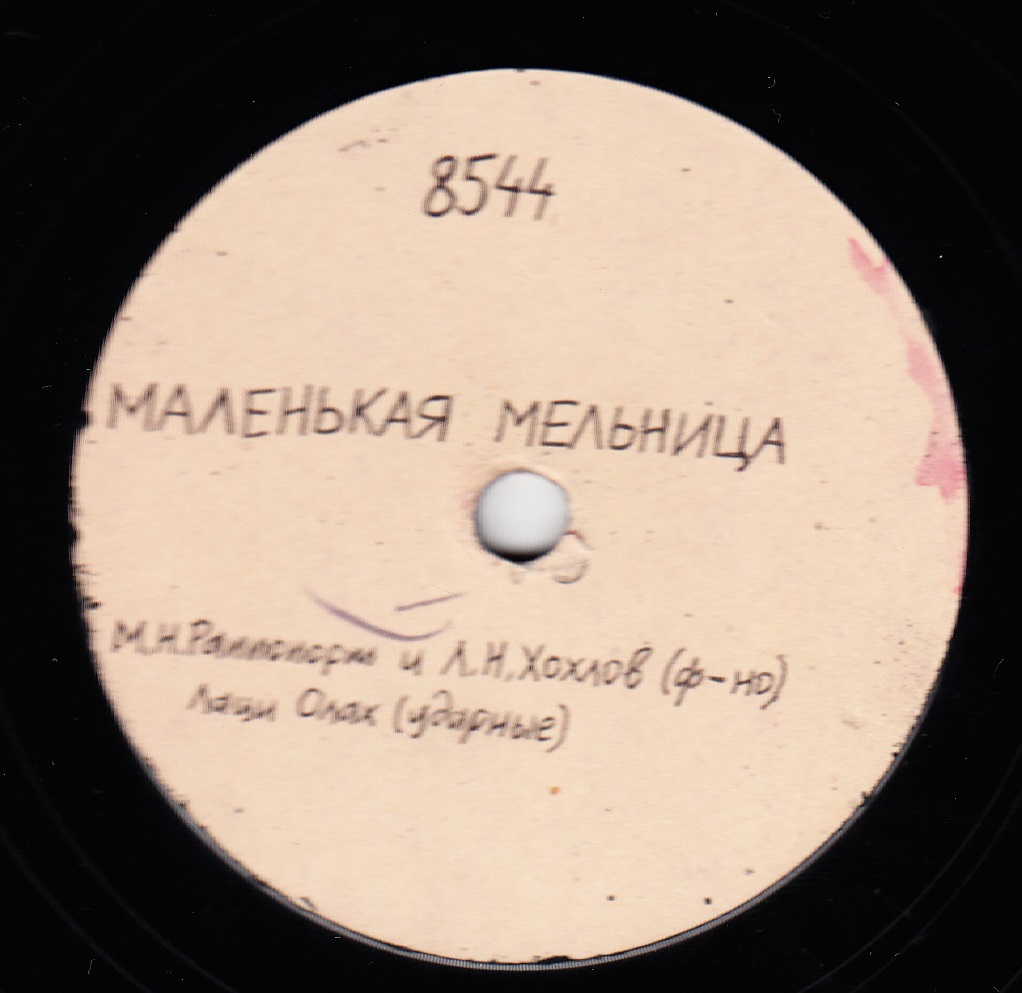 8544
МАЛЕНЬКАЯ МЕЛЬНИЦА
М.Н.Раппопорт и Л.Н.Хохлов (ф-но)
Лаци Олах (ударные)